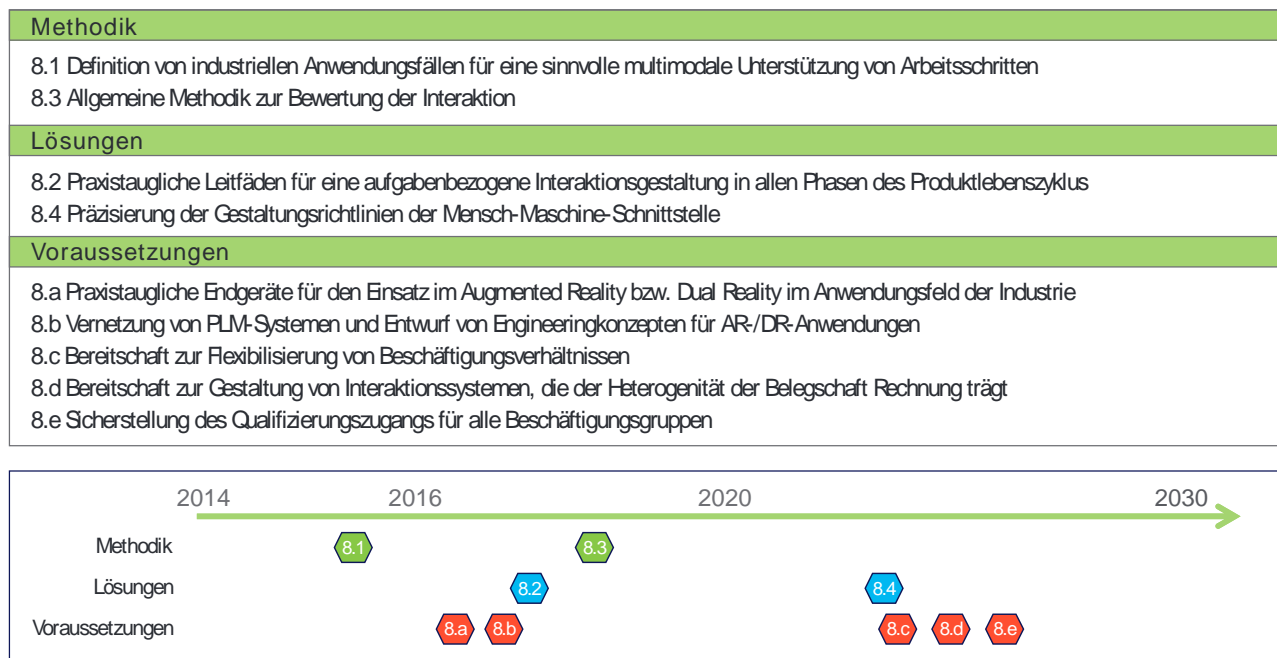 Methodik
8.1 Definition von industriellen Anwendungsfällen für eine sinnvolle multimodale Unterstützung von Arbeitsschritten
8.3 Allgemeine Methodik zur Bewertung der Interaktion
Lösungen
8.2 Praxistaugliche Leitfäden für eine aufgabenbezogene Interaktionsgestaltung in allen Phasen des Produktlebenszyklus
8.4 Präzisierung der Gestaltungsrichtlinien der Mensch-Maschine-Schnittstelle
Voraussetzungen
8.a Praxistaugliche Endgeräte für den Einsatz im Augmented Reality bzw. Dual Reality im Anwendungsfeld der Industrie
8.b Vernetzung von PLM-Systemen und Entwurf von Engineeringkonzepten für AR-/DR-Anwendungen
8.c Bereitschaft zur Flexibilisierung von Beschäftigungsverhältnissen
8.d Bereitschaft zur Gestaltung von Interaktionssystemen, die der Heterogenität der Belegschaft Rechnung trägt
8.e Sicherstellung des Qualifizierungszugangs für alle Beschäftigungsgruppen
2014 2016 2020 2030
Methodik 8.1 8.3
Lösungen 8.2 8.4
Voraussetzungen 8.a 8.b 8.c 8.d 8.e